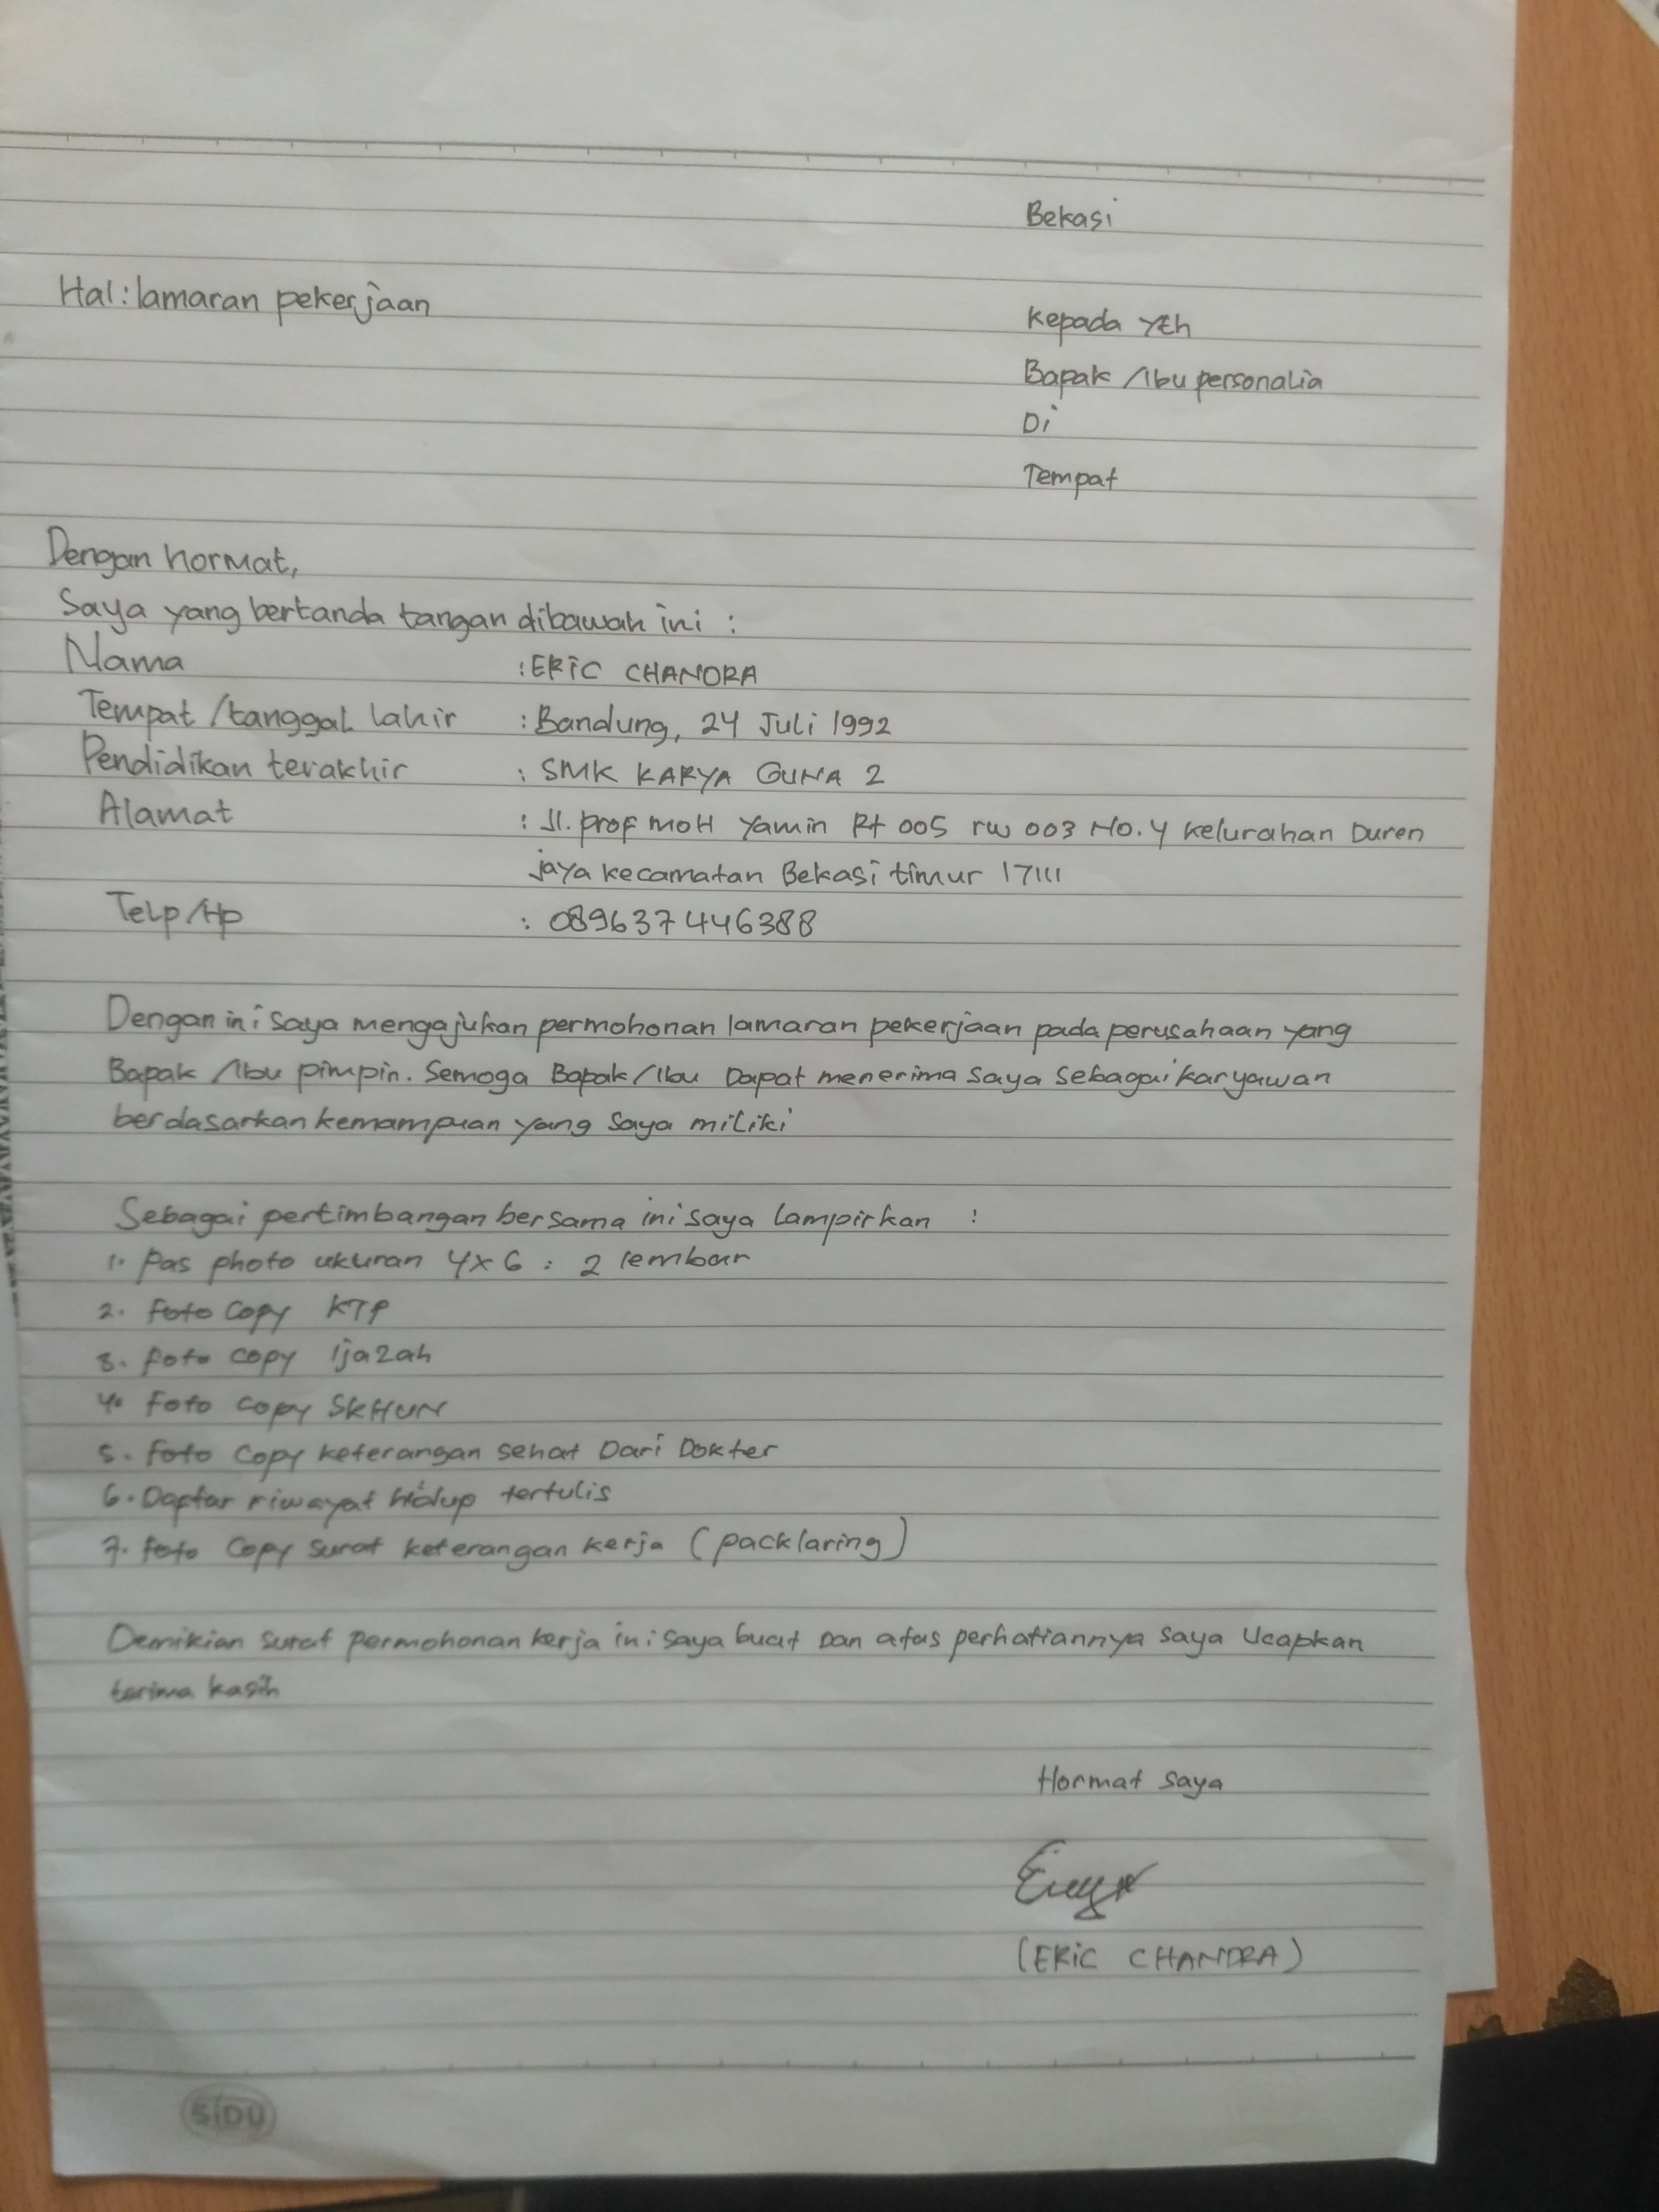 Bekasi
Hal : lamaran pekerjaan
Kepada yth
Bapak /Ibu personalia
Di
Tempat
Dengan hormat,
Saya yang bertanda tangan dibawah ini :
Nama : ERIC CHANDRA
Tempat /tanggal lahir : Bandung, 24 Juli 1992
Pendidikan terakhir : SMK KARYA GUNA 2
Alamat : Jl. prof MOH Yamin Rt 005 rw 003 No. 4 kelurahan Duren
jaya kecamatan Bekasi timur 17111
Telp/Hp : 089637446388
Dengan ini saya mengajukan permohonan lamaran pekerjaan pada perusahaan yang
Bapak /Ibu pimpin. Semoga Bapak/Ibu Dapat menerima saya sebagai karyawan
berdasarkan kemampuan yang saya miliki
Sebagai pertimbangan bersama ini saya lampirkan :
1. Pas photo ukuran 4x6 : 2 lembar
2. Foto copy KTP
3. foto copy Ijazah
4. Foto copy SKHUN
5. Foto copy keterangan sehat Dari Dokter
6. Daptar riwayat hidup tertulis
7. foto Copy surat keterangan kerja (packlaring)
Demikian surat permohonan kerja ini saya buat Dan atas perhatiannya saya Ucapkan
terima kasih
Hormat saya
(ERIC CHANDRA)
SIDU